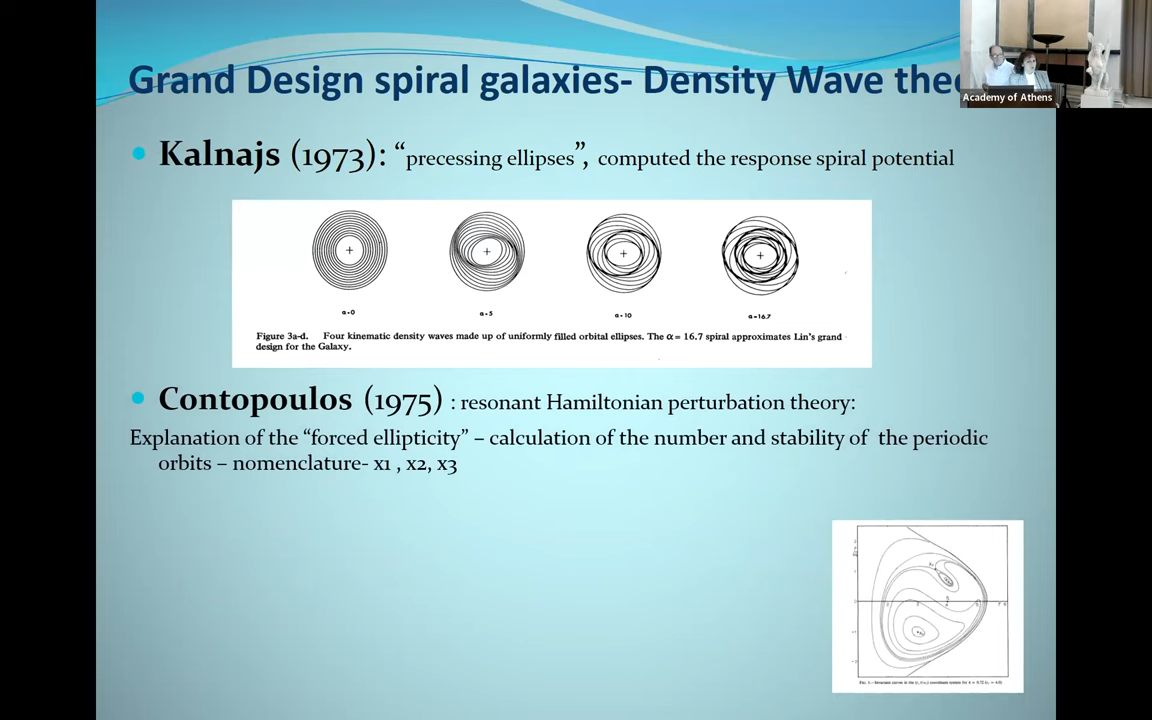 Grand Design spiral galaxies- Density Wave the
Academy of Athens
• Kalnajs (1973): “precessing ellipses”, computed the response spiral potential
α=0 α=5 α=10 α=16.7
Figure 3a-d. Four kinematic density waves made up of uniformly filled orbital ellipses. The α = 16.7 spiral approximates Lin's grand
design for the Galaxy.
• Contopoulos (1975) : resonant Hamiltonian perturbation theory:
Explanation of the “forced ellipticity” – calculation of the number and stability of the periodic
orbits – nomenclature- x1 , x2, x3